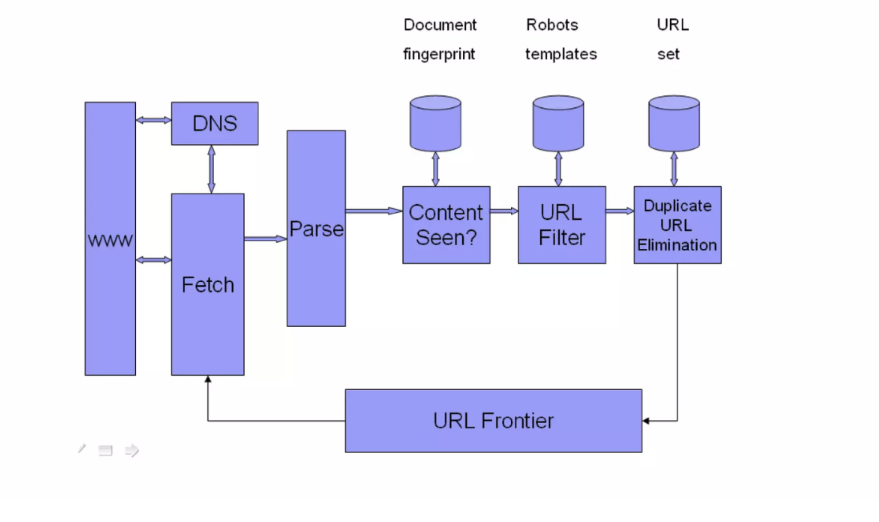 Document
fingerprint
Robots
templates
URL
set
DNS
WWW
Fetch
Parse
Content
Seen?
URL
Filter
Duplicate
URL
Elimination
URL Frontier